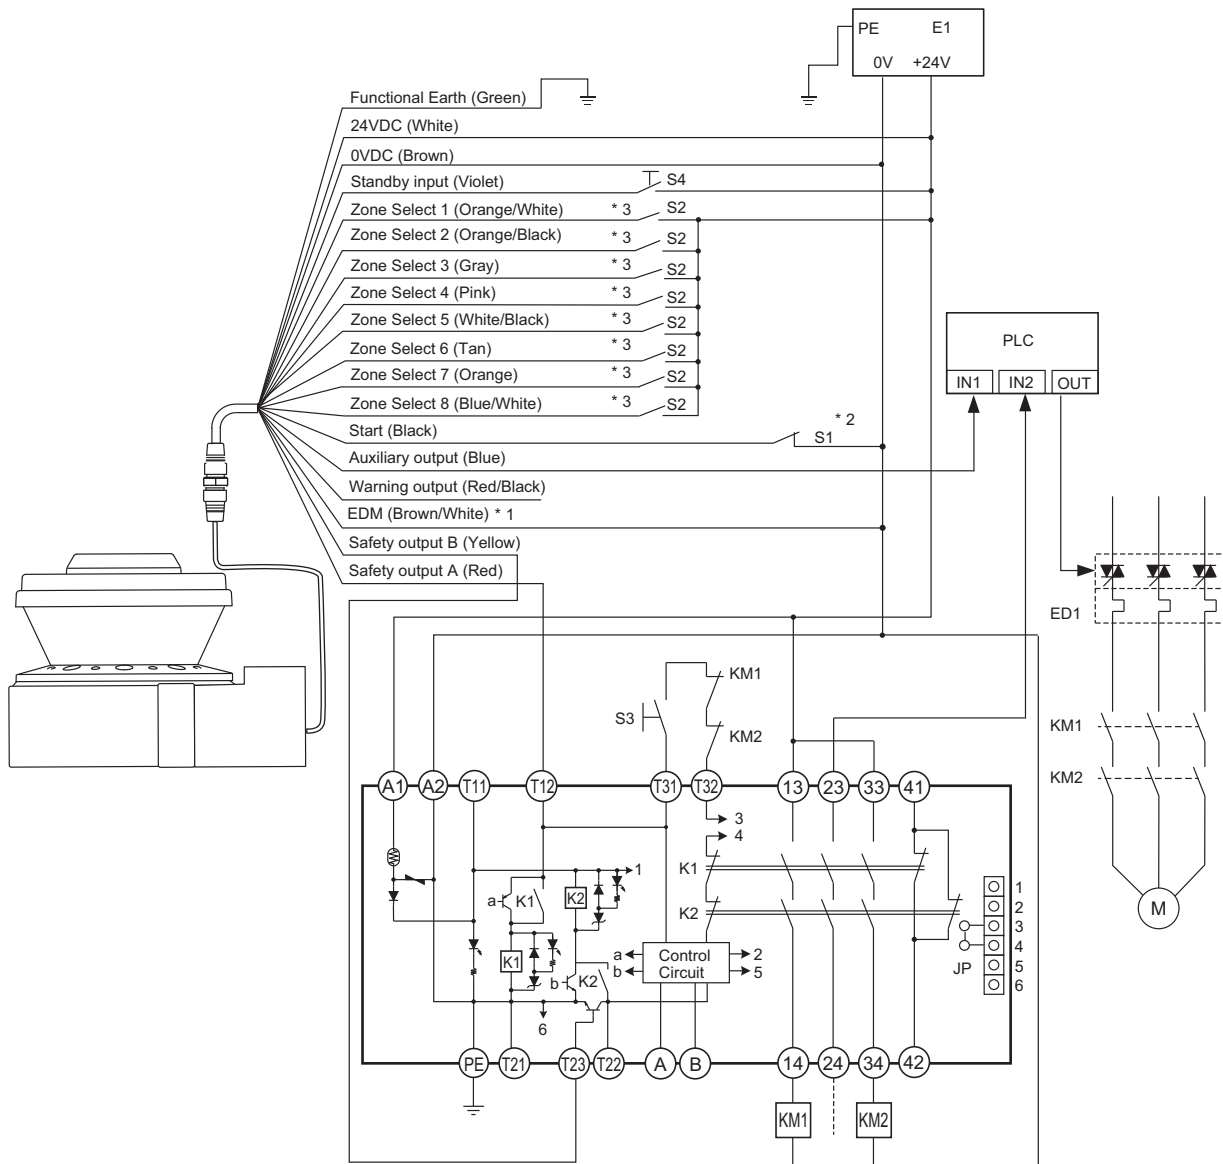 PE E1
0V +24V
Functional Earth (Green)
24VDC (White)
0VDC (Brown)
Standby input (Violet) S4
Zone Select 1 (Orange/White) * 3 S2
Zone Select 2 (Orange/Black) * 3 S2
Zone Select 3 (Gray) * 3 S2
Zone Select 4 (Pink) * 3 S2
Zone Select 5 (White/Black) * 3 S2
Zone Select 6 (Tan) * 3 S2
Zone Select 7 (Orange) * 3 S2
Zone Select 8 (Blue/White) * 3 S2
Start (Black) S1 * 2
Auxiliary output (Blue)
Warning output (Red/Black)
EDM (Brown/White) * 1
Safety output B (Yellow)
Safety output A (Red)
PLC
IN1 IN2 OUT
ED1
KM1
KM2
M
S3 KM1
KM2
A1 A2 T11 T12 T31 T32 13 23 33 41
3
4
1
K1
K2
a K1 K2
K1
b K2
6
a b Control Circuit 2 5
JP
1
2
3
4
5
6
PE T21 T23 T22 A B 14 24 34 42
KM1 KM2